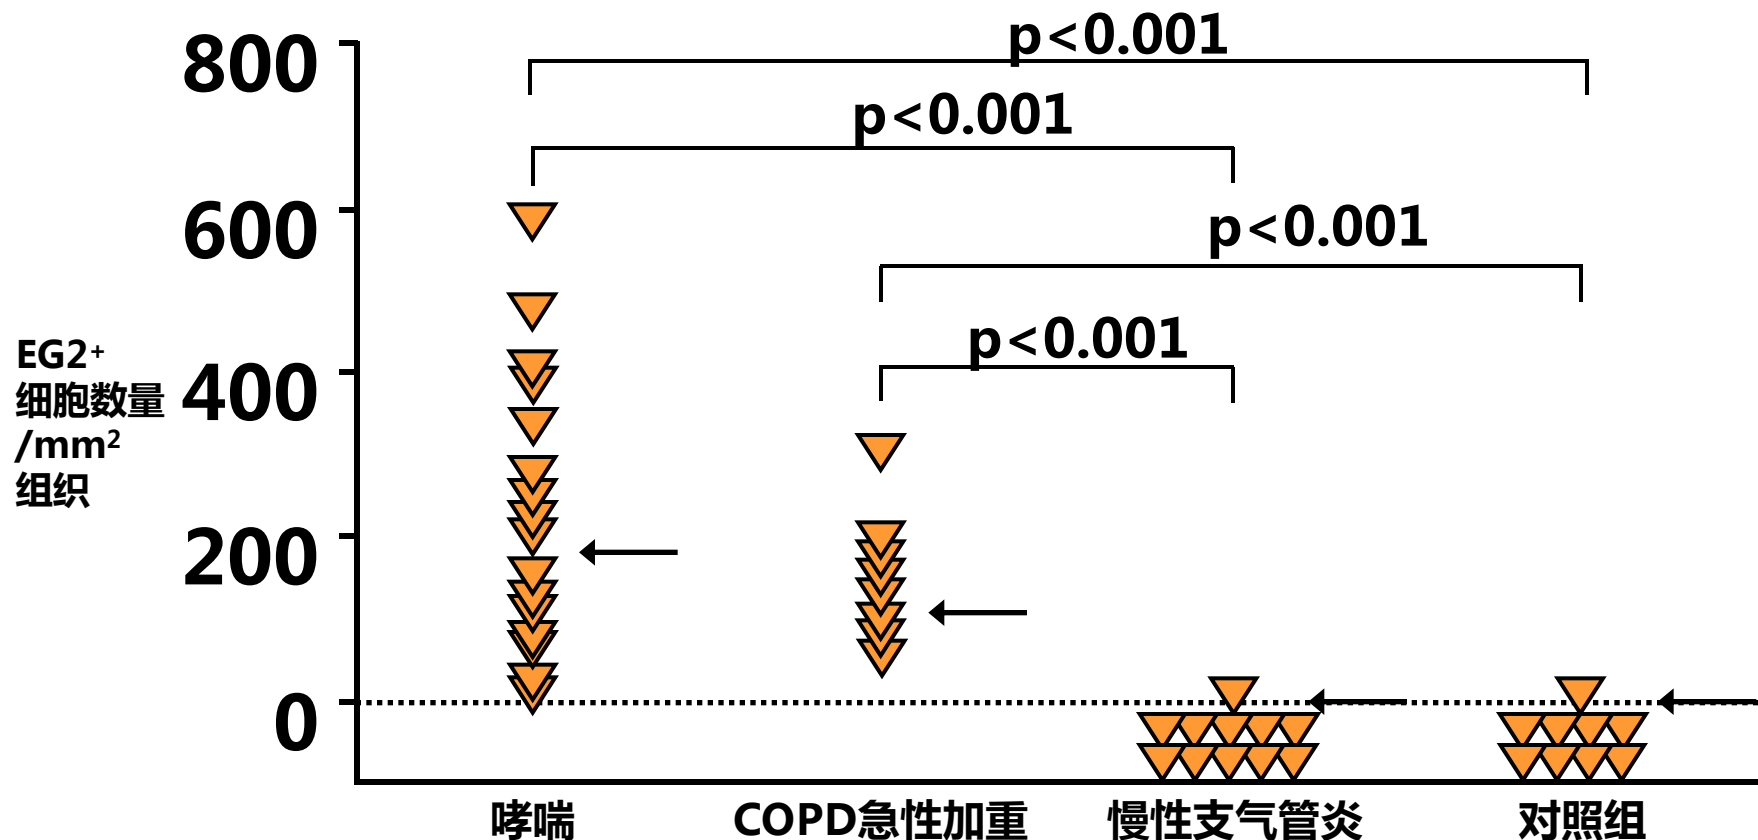 p<0.001
800
p<0.001
600
p<0.001
p<0.001
EG2⁺
细胞数量
/mm²
组织
400
200
0
哮喘
COPD急性加重
慢性支气管炎
对照组